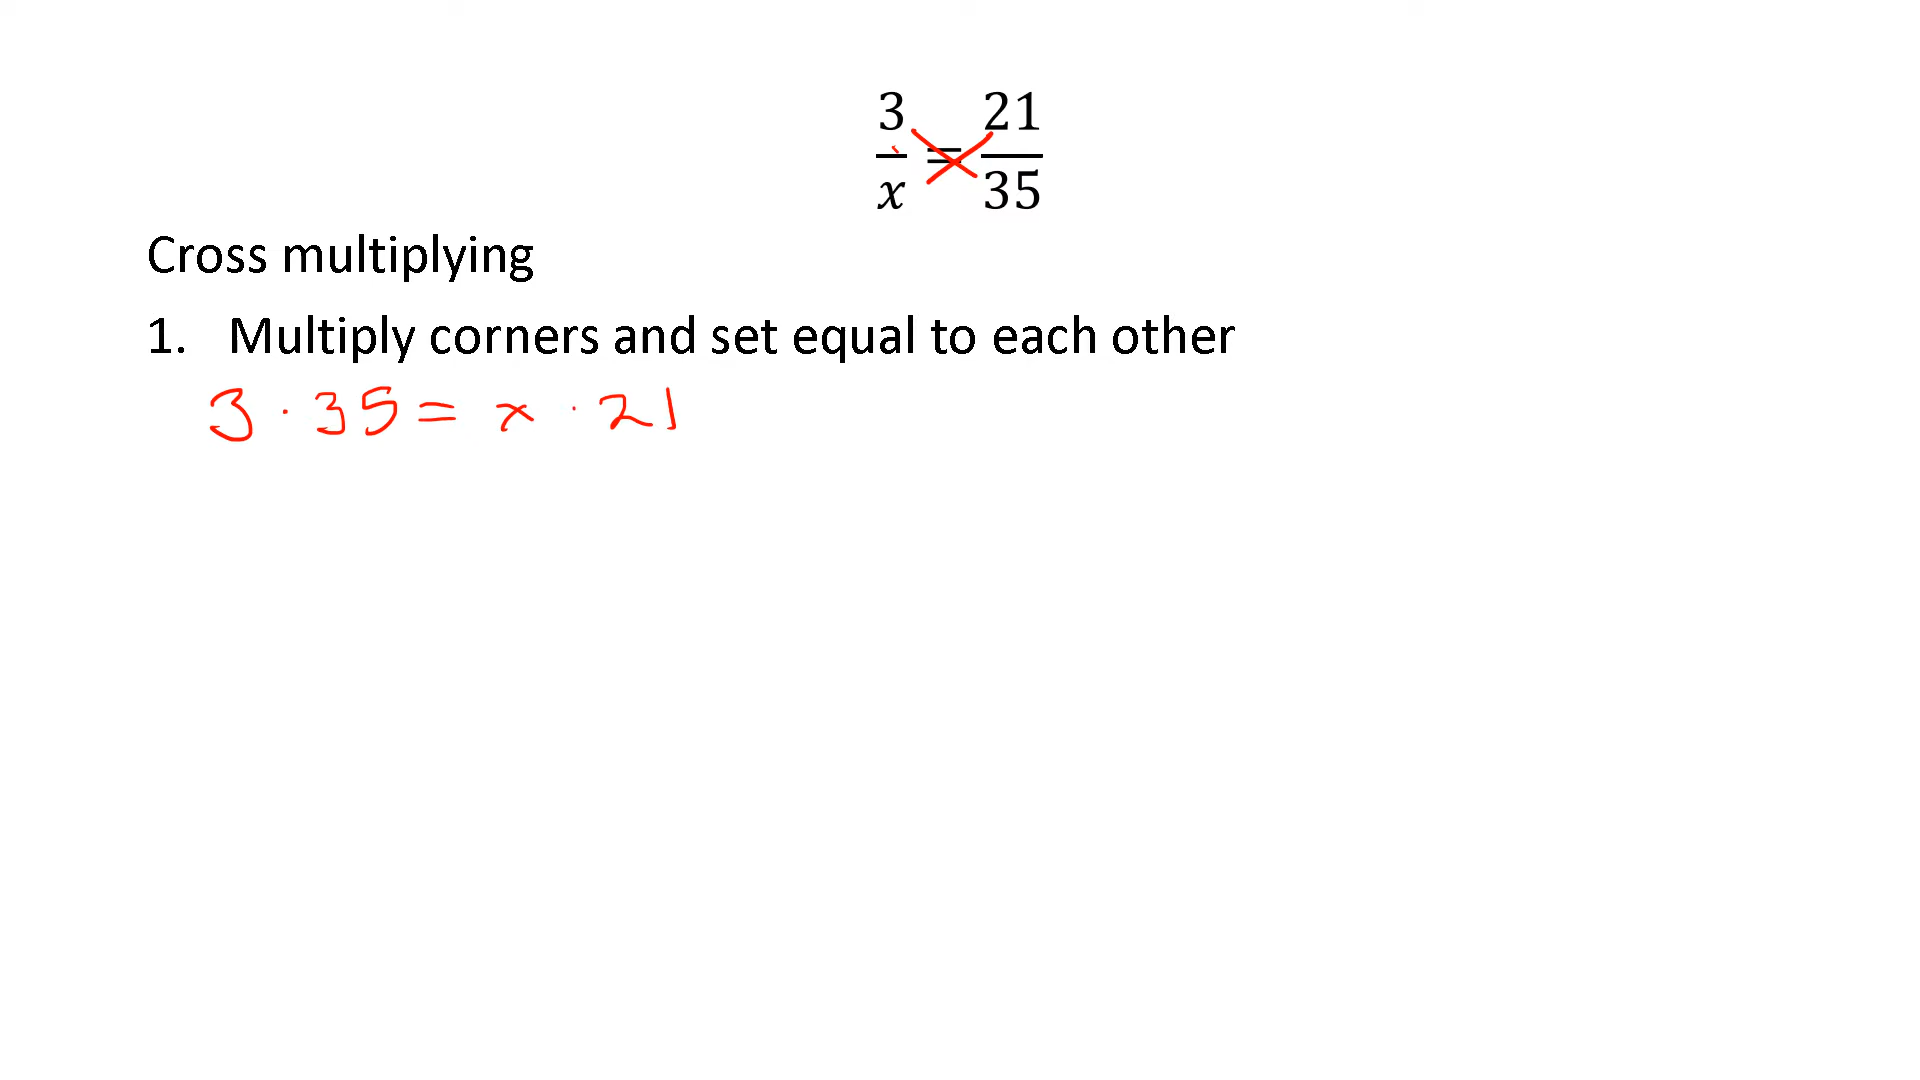 3/x = 21/35
Cross multiplying
1. Multiply corners and set equal to each other
3 · 35 = x · 21